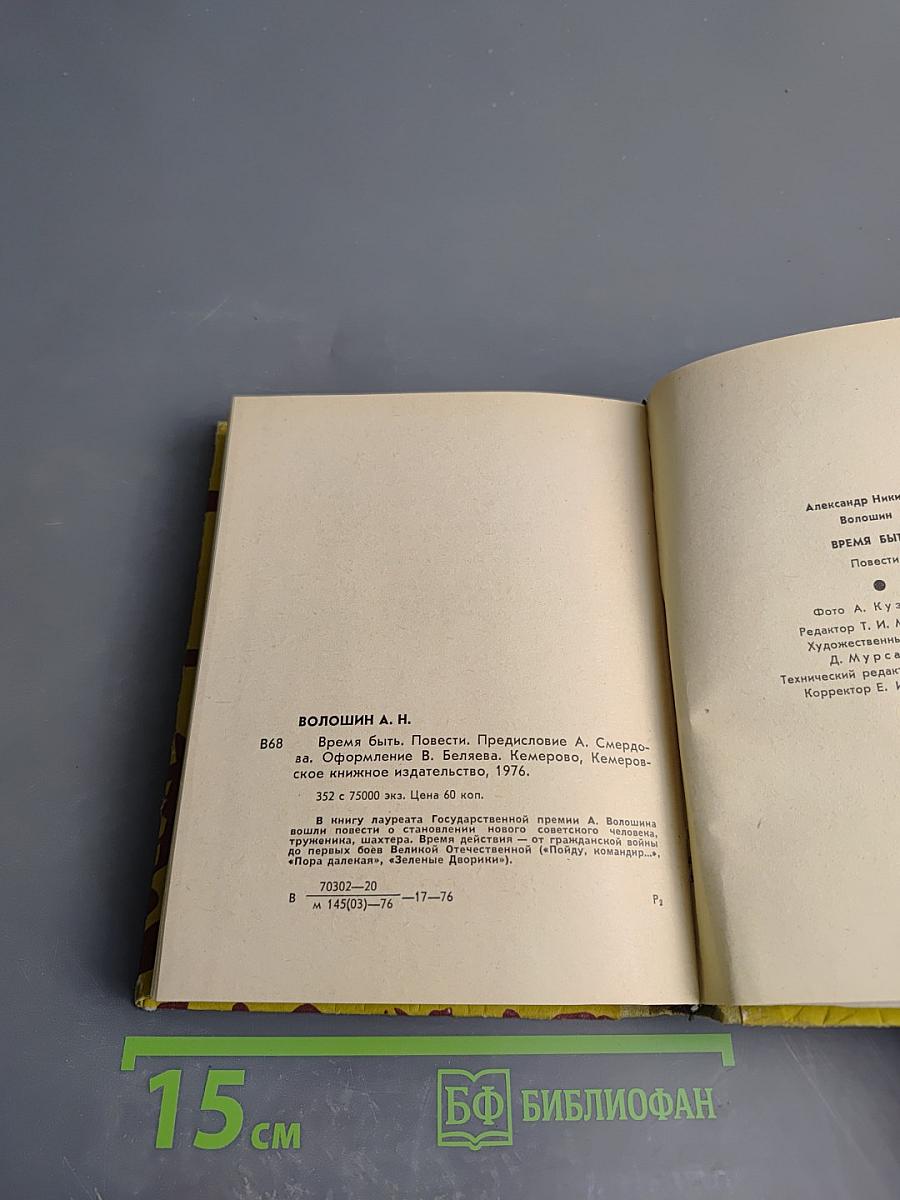 ВОЛОШИН А. Н.
В68 Время быть. Повести. Предисловие А. Смердо-
ва. Оформление В. Беляева. Кемерово, Кемеров-
ское книжное издательство, 1976.
352 с 75000 экз. Цена 60 коп.
В книгу лауреата Государственной премии А. Волошина
вошли повести о становлении нового советского человека,
труженика, шахтера. Время действия — от гражданской войны
до первых боев Великой Отечественной («Пойду, командир...»,
«Пора далекая», «Зеленые Дворики»).
В 70302—20
м 145(03)—76 —17—76
Р₂
Александр Ники
Волошин
ВРЕМЯ БЫТ
Повести
Фото А. Куз
Редактор Т. И. М
Художественны
Д. Мурса
Технический редак
Корректор Е. И
15 см
БФ БИБЛИОФАН